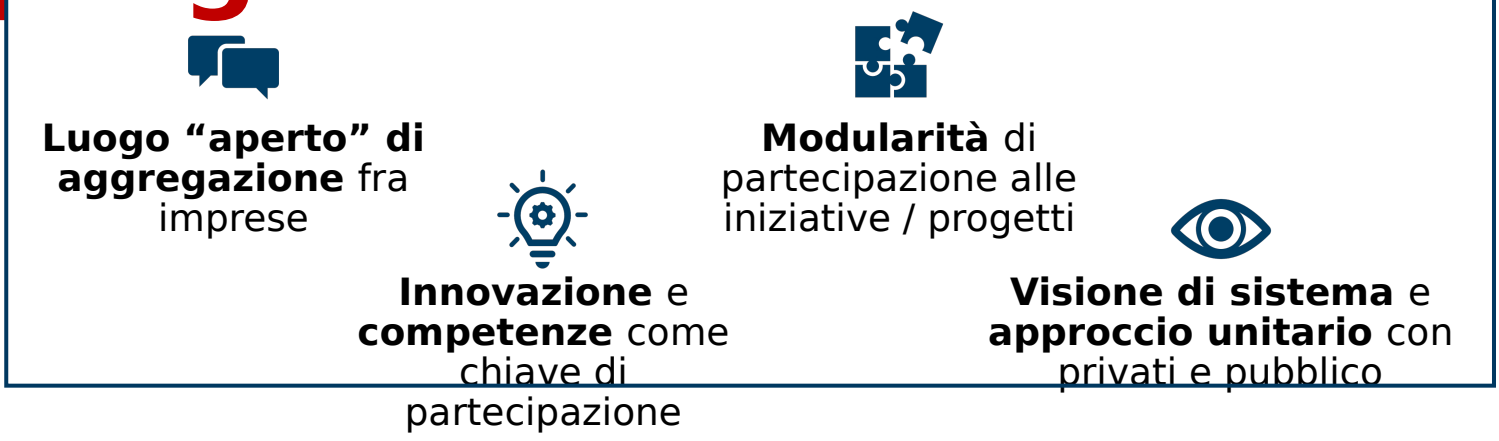 Luogo “aperto” di
aggregazione fra
imprese
Innovazione e
competenze come
chiave di
partecipazione
Modularità di
partecipazione alle
iniziative / progetti
Visione di sistema e
approccio unitario con
privati e pubblico